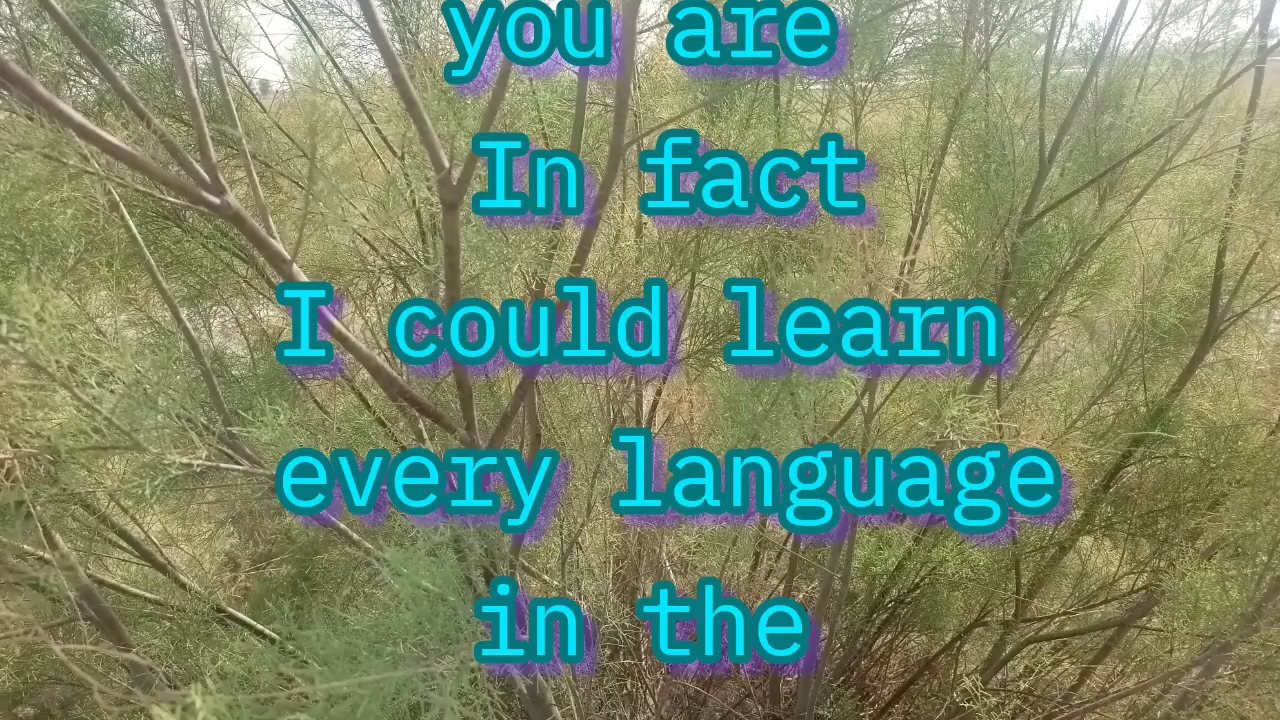 you are
In fact
I could learn
every language
in the